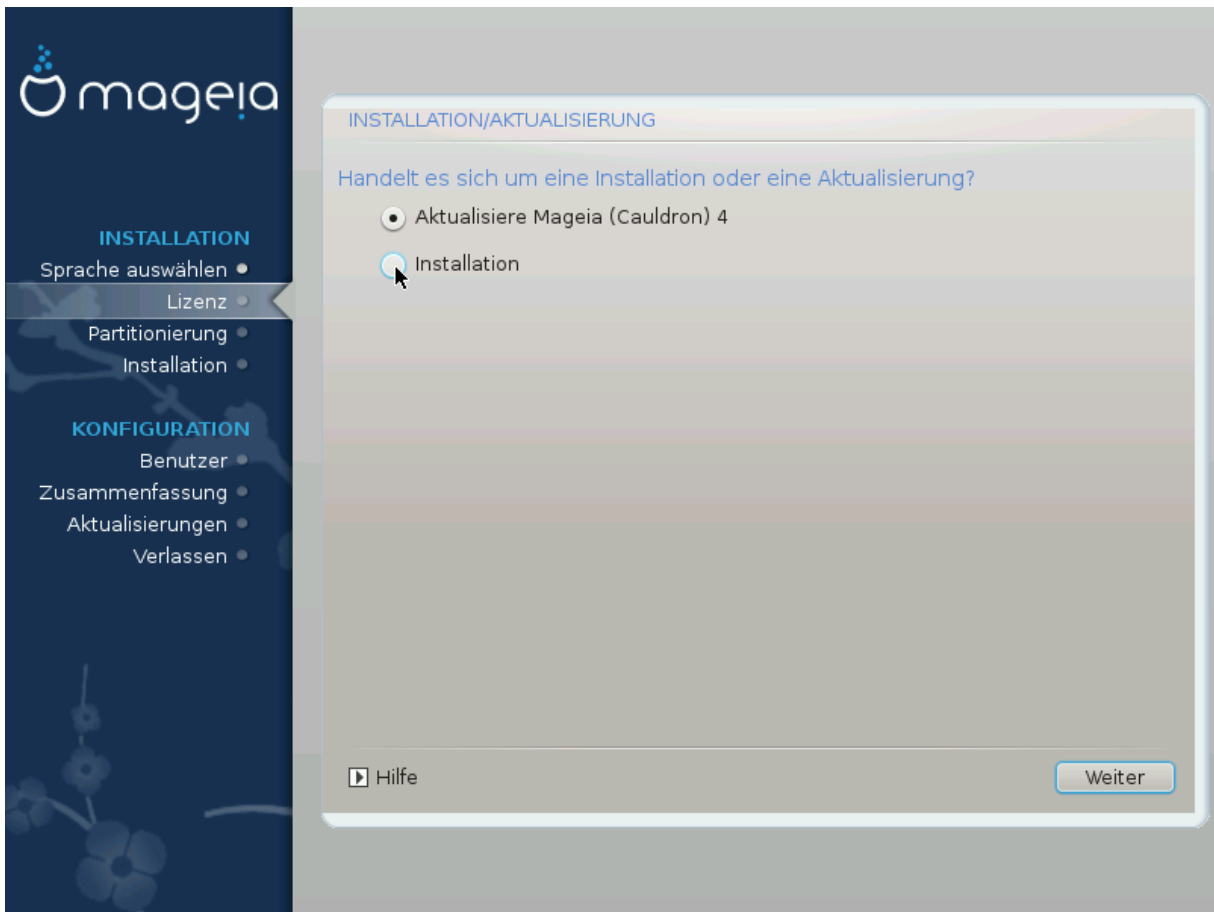 mageia
INSTALLATION
Sprache auswählen
Lizenz
Partitionierung
Installation
KONFIGURATION
Benutzer
Zusammenfassung
Aktualisierungen
Verlassen
INSTALLATION/AKTUALISIERUNG
Handelt es sich um eine Installation oder eine Aktualisierung?
Aktualisiere Mageia (Cauldron) 4
Installation
Hilfe
Weiter